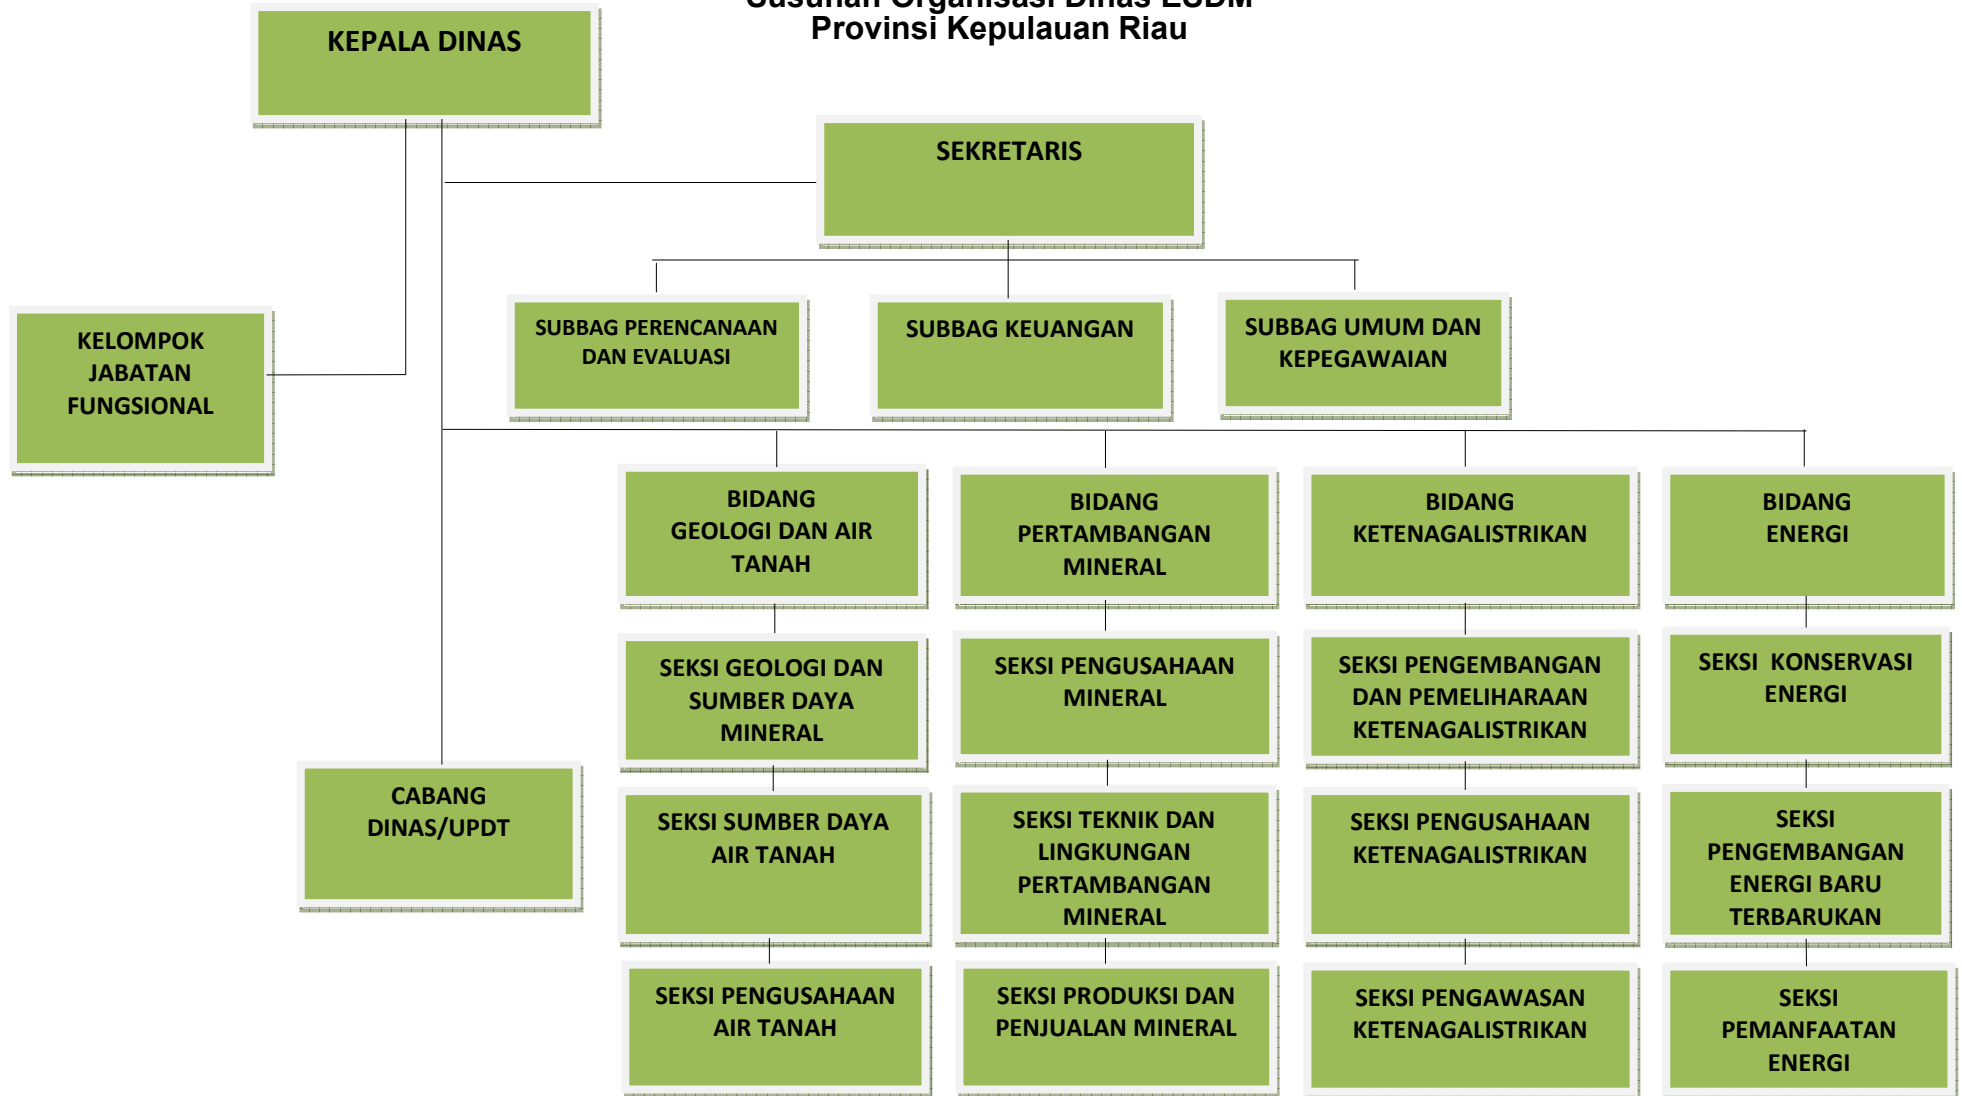 Susunan Organisasi Dinas ESDM
Provinsi Kepulauan Riau
KEPALA DINAS
SEKRETARIS
KELOMPOK
JABATAN
FUNGSIONAL
SUBBAG PERENCANAAN
DAN EVALUASI
SUBBAG KEUANGAN
SUBBAG UMUM DAN
KEPEGAWAIAN
BIDANG
GEOLOGI DAN AIR
TANAH
BIDANG
PERTAMBANGAN
MINERAL
BIDANG
KETENAGALISTRIKAN
BIDANG
ENERGI
SEKSI GEOLOGI DAN
SUMBER DAYA
MINERAL
SEKSI PENGUSAHAAN
MINERAL
SEKSI PENGEMBANGAN
DAN PEMELIHARAAN
KETENAGALISTRIKAN
SEKSI  KONSERVASI
ENERGI
CABANG
DINAS/UPDT
SEKSI SUMBER DAYA
AIR TANAH
SEKSI TEKNIK DAN
LINGKUNGAN
PERTAMBANGAN
MINERAL
SEKSI PENGUSAHAAN
KETENAGALISTRIKAN
SEKSI
PENGEMBANGAN
ENERGI BARU
TERBARUKAN
SEKSI PENGUSAHAAN
AIR TANAH
SEKSI PRODUKSI DAN
PENJUALAN MINERAL
SEKSI PENGAWASAN
KETENAGALISTRIKAN
SEKSI
PEMANFAATAN
ENERGI